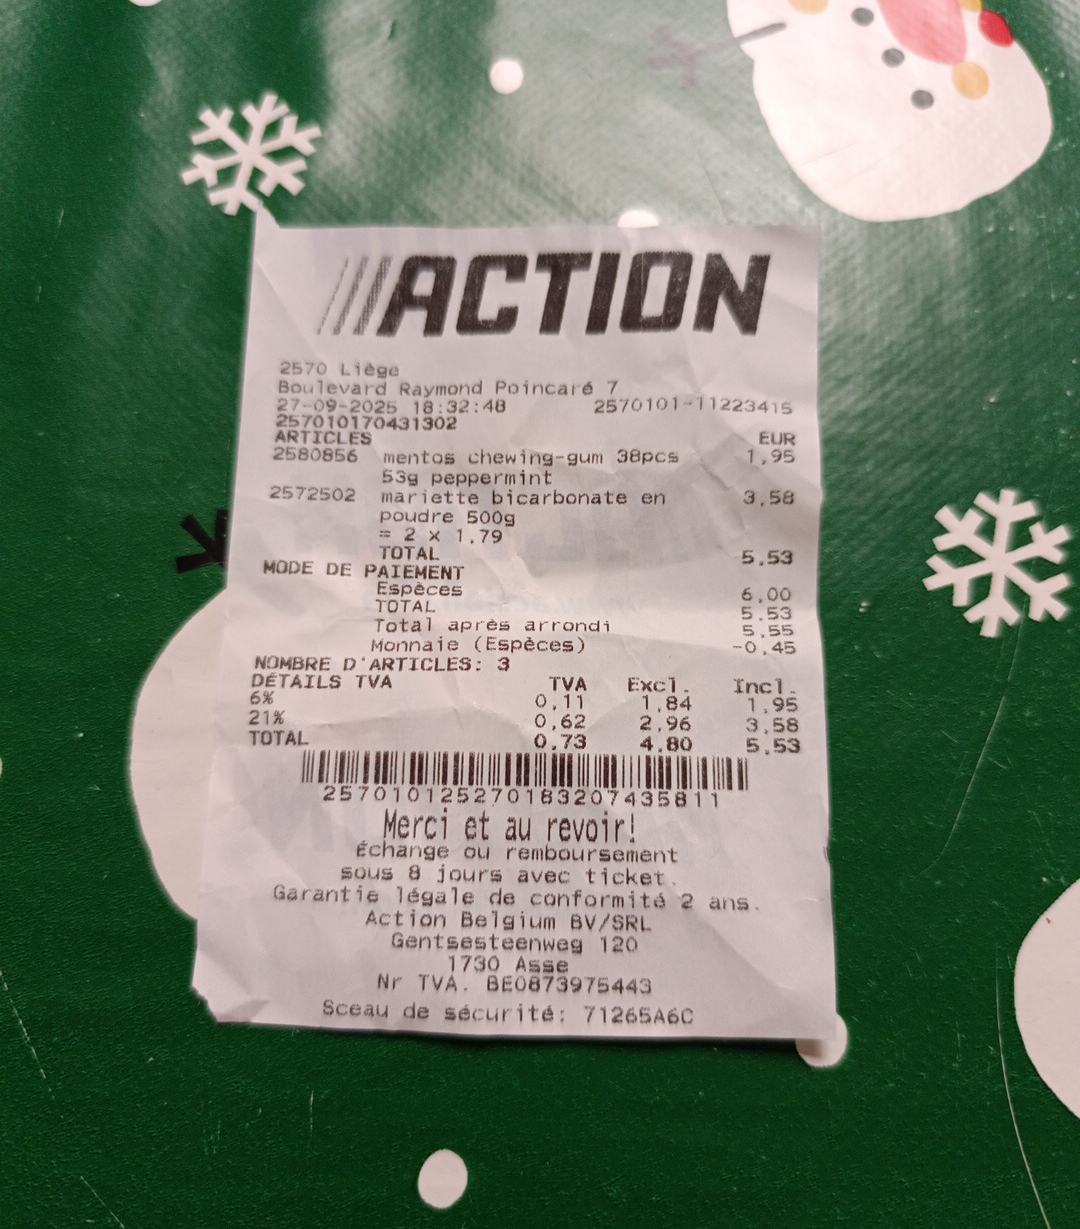 ACTION
2570 Liège
Boulevard Raymond Poincaré 7
27-09-2025 18:32:48 2570101-11223415
257010170431302
ARTICLES EUR
2580856 mentos chewing-gum 38pcs 1,95
53g peppermint
2572502 mariette bicarbonate en 3,58
poudre 500g
= 2 x 1,79
TOTAL 5,53
MODE DE PAIEMENT
Espèces 6,00
TOTAL 5,53
Total après arrondi 5,55
Monnaie (Espèces) -0,45
NOMBRE D'ARTICLES: 3
DÉTAILS TVA TVA Excl. Incl.
6% 0,11 1,84 1,95
21% 0,62 2,96 3,58
TOTAL 0,73 4,80 5,53
257010125270183207435811
Merci et au revoir!
Échange ou remboursement
sous 8 jours avec ticket.
Garantie légale de conformité 2 ans.
Action Belgium BV/SRL
Gentsesteenweg 120
1730 Asse
Nr TVA. BE0873975443
Sceau de sécurité: 71265A6C